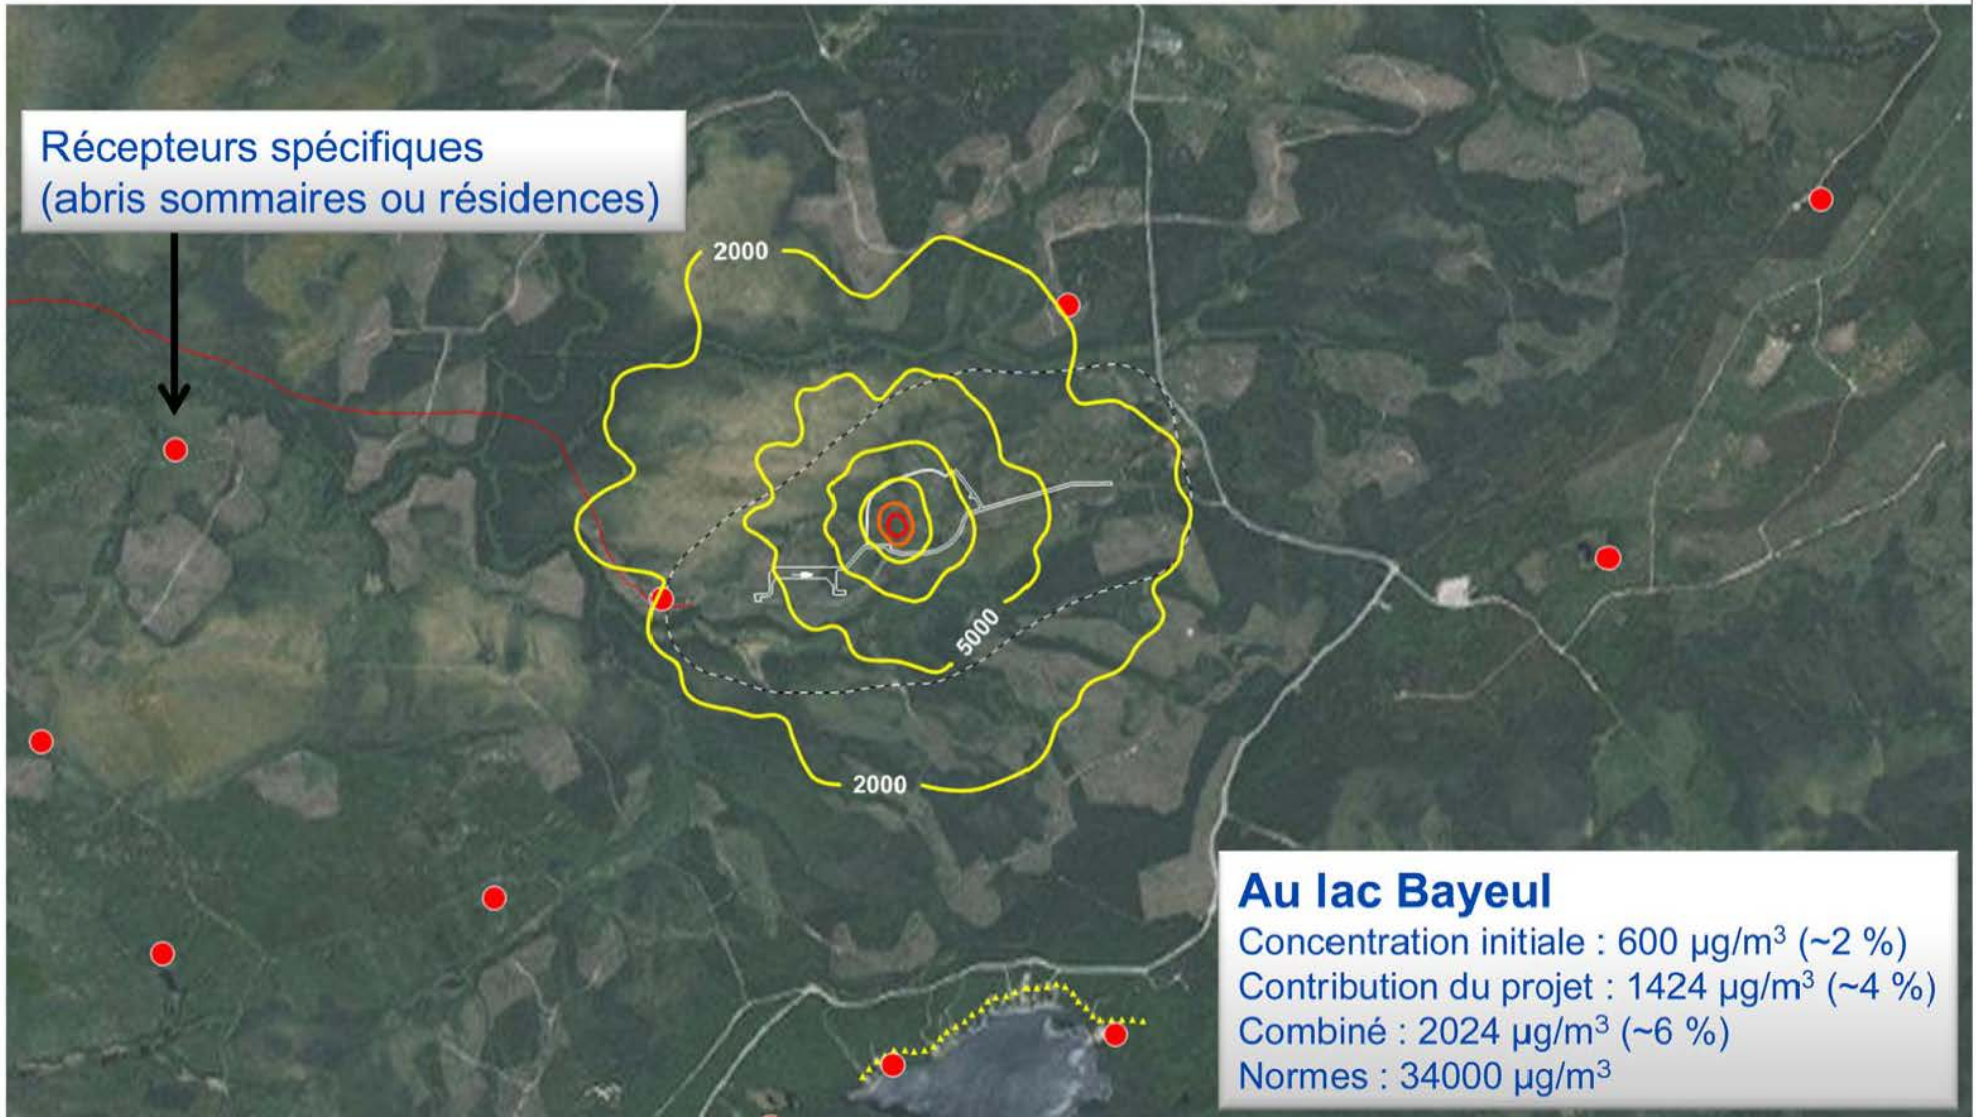 Récepteurs spécifiques
(abris sommaires ou résidences)
2000
5000
2000
Au lac Bayeul
Concentration initiale : 600 µg/m³ (~2 %)
Contribution du projet : 1424 µg/m³ (~4 %)
Combiné : 2024 µg/m³ (~6 %)
Normes : 34000 µg/m³